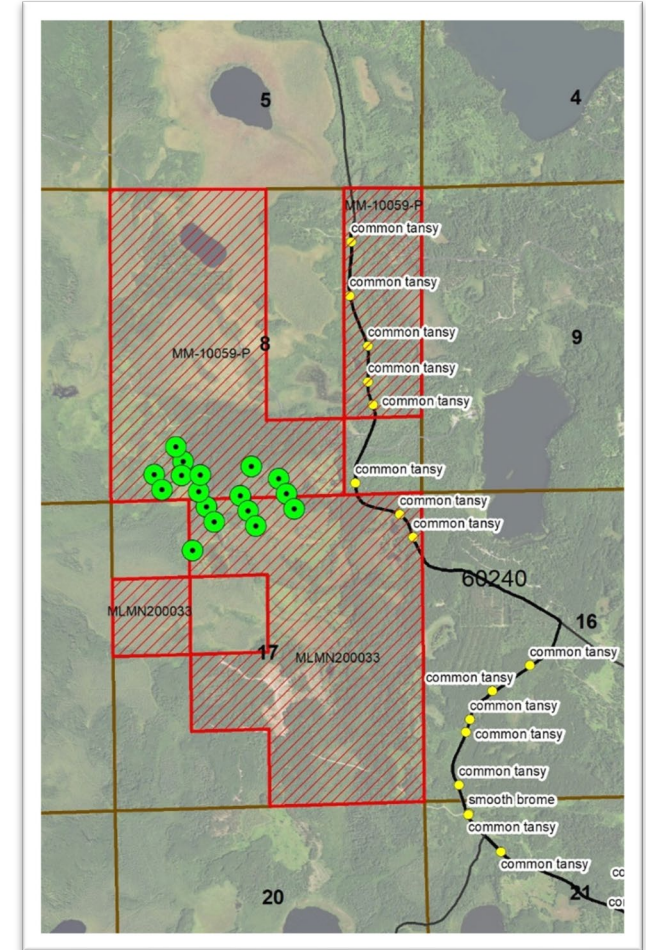 5
4
MM-10059-P
common tansy
common tansy
common tansy
9
8
MM-10059-P
common tansy
common tansy
common tansy
common tansy
common tansy
60240
MLMN200033
16
17
MLMN200033
common tansy
common tansy
common tansy
common tansy
common tansy
smooth brome
common tansy
common tansy
co
20
21
co